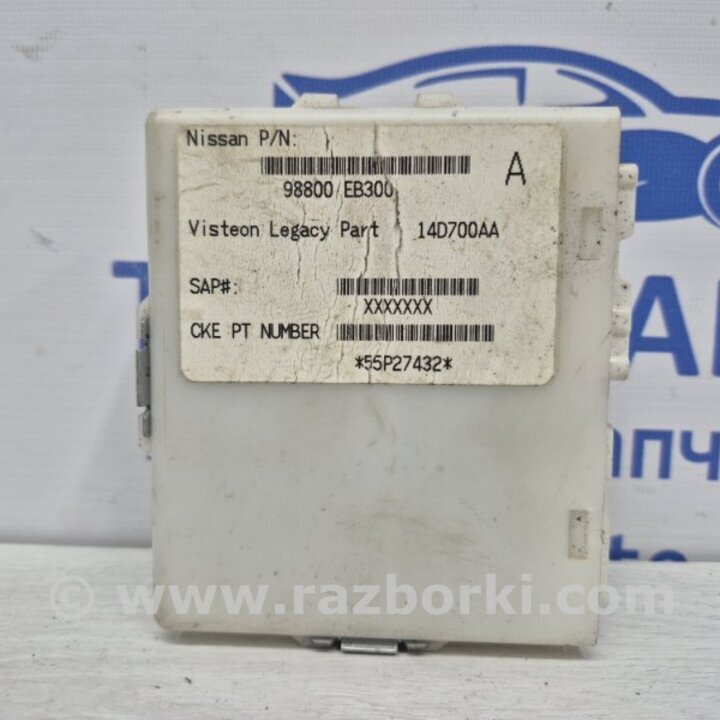 Nissan P/N:
A
98800 EB300
Visteon Legacy Part 14D700AA
SAP#:
XXXXXXX
CKE PT NUMBER
*55P27432*
© www.razborki.com